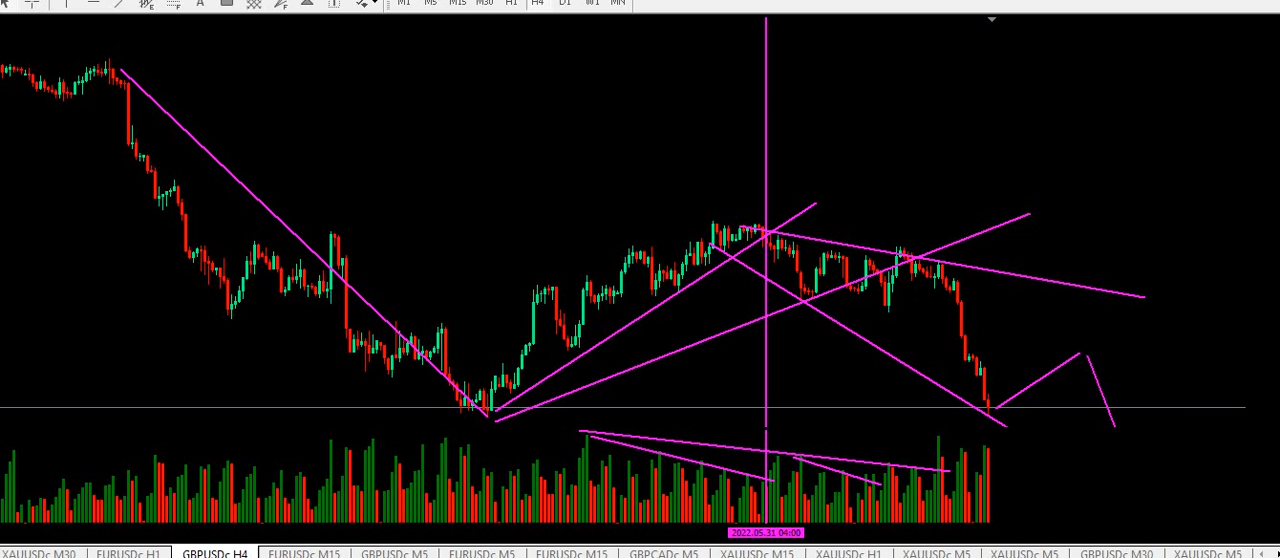 A T
M1 M5 M15 M30 H1 H4 D1 W1 MN
2022.05.31 04:00
XAUUSDc M30 EURUSDc H1 GBPUSDc H4 EURUSDc M15 GBPUSDc M5 EURUSDc M5 EURUSDc M15 GBPCADc M5 XAUUSDc M15 XAUUSDc H1 XAUUSDc M5 XAUUSDc M5 GBPUSDc M30 XAUUSDc M5